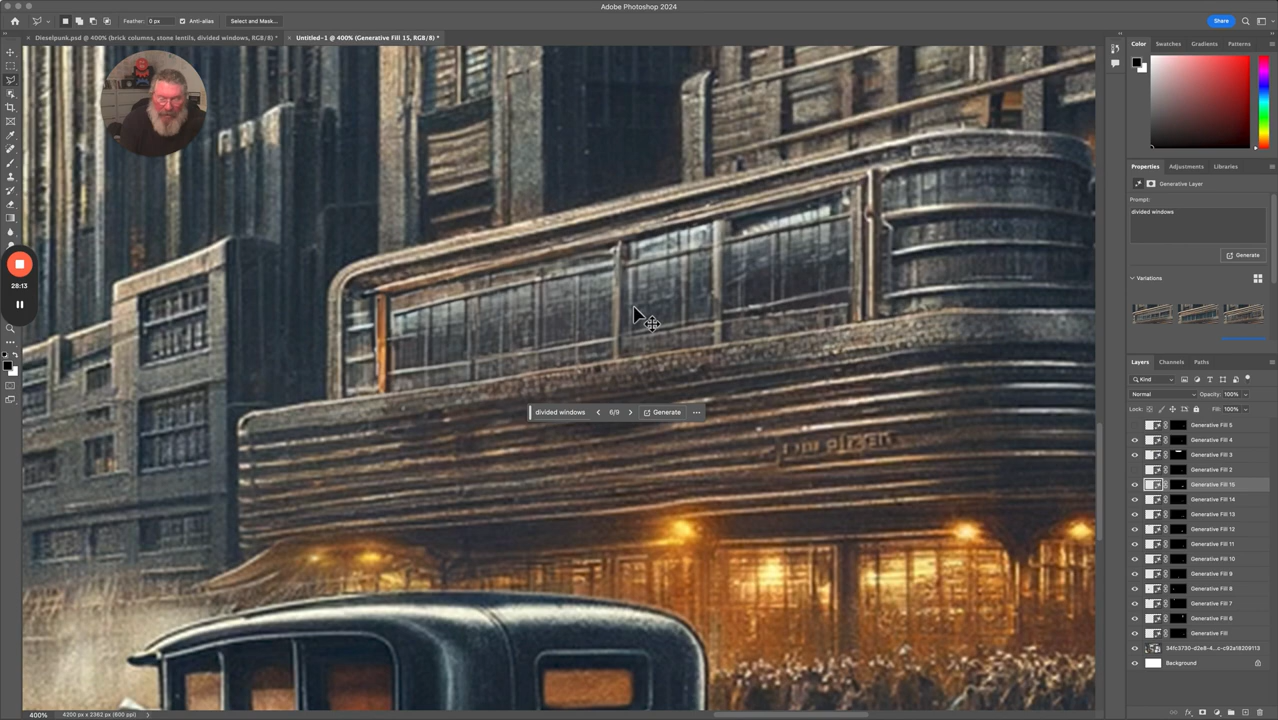 Adobe Photoshop 2024
Feather: 0 px Anti-alias Select and Mask... Share
Dieselpunk.psd @ 400% (brick columns, stone lentils, divided windows, RGB/8) * Untitled-1 @ 400% (Generative Fill 15, RGB/8) *
Color Swatches Gradients Patterns
Properties Adjustments Libraries
Generative Layer
Prompt:
divided windows
Generate
Variations
28:13
divided windows 6/9 Generate
Layers Channels Paths
Kind
Normal Opacity: 100%
Lock: Fill: 100%
Generative Fill 5
Generative Fill 4
Generative Fill 3
Generative Fill 2
Generative Fill 15
Generative Fill 14
Generative Fill 13
Generative Fill 12
Generative Fill 11
Generative Fill 10
Generative Fill 9
Generative Fill 8
Generative Fill 7
Generative Fill 6
Generative Fill
34fc3730-d2e8-4...c-c92a18209113
Background
400% 4200 px x 2362 px (600 ppi)